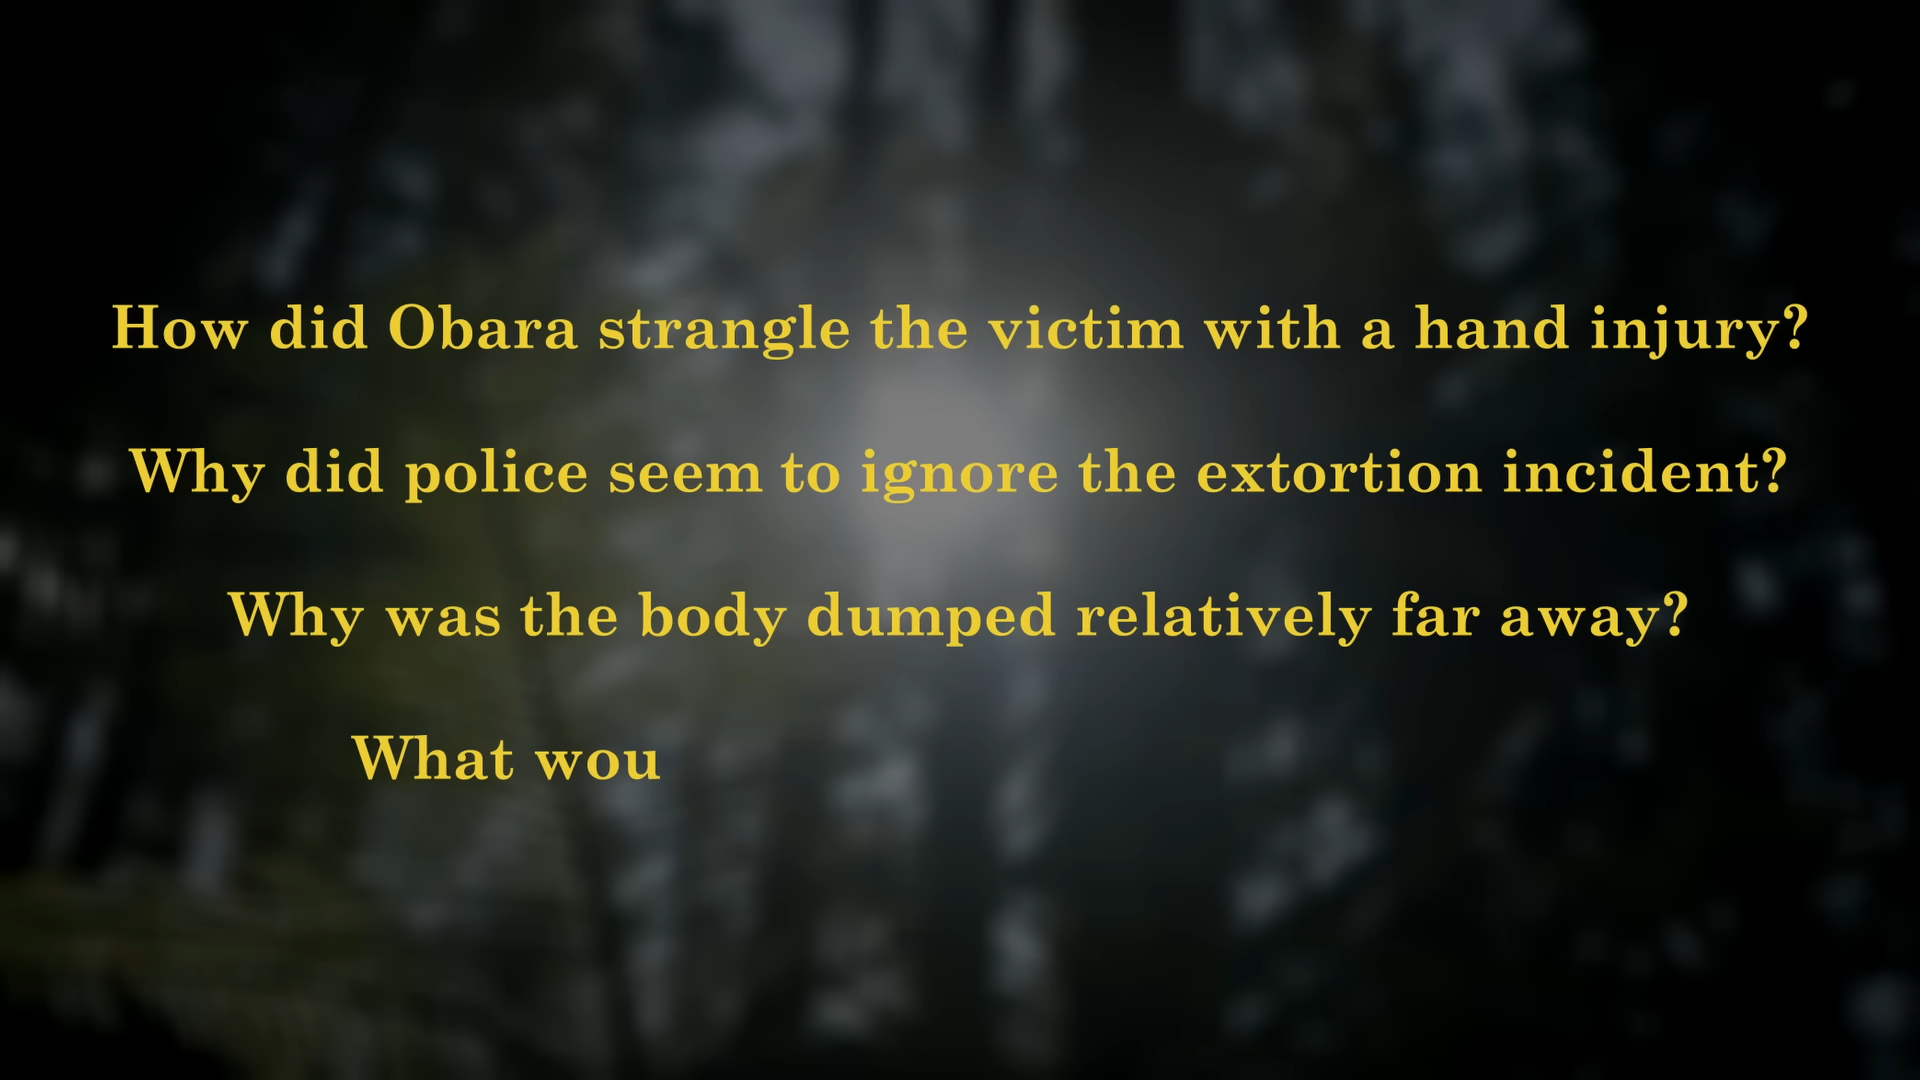 How did Obara strangle the victim with a hand injury?
Why did police seem to ignore the extortion incident?
Why was the body dumped relatively far away?
What wou